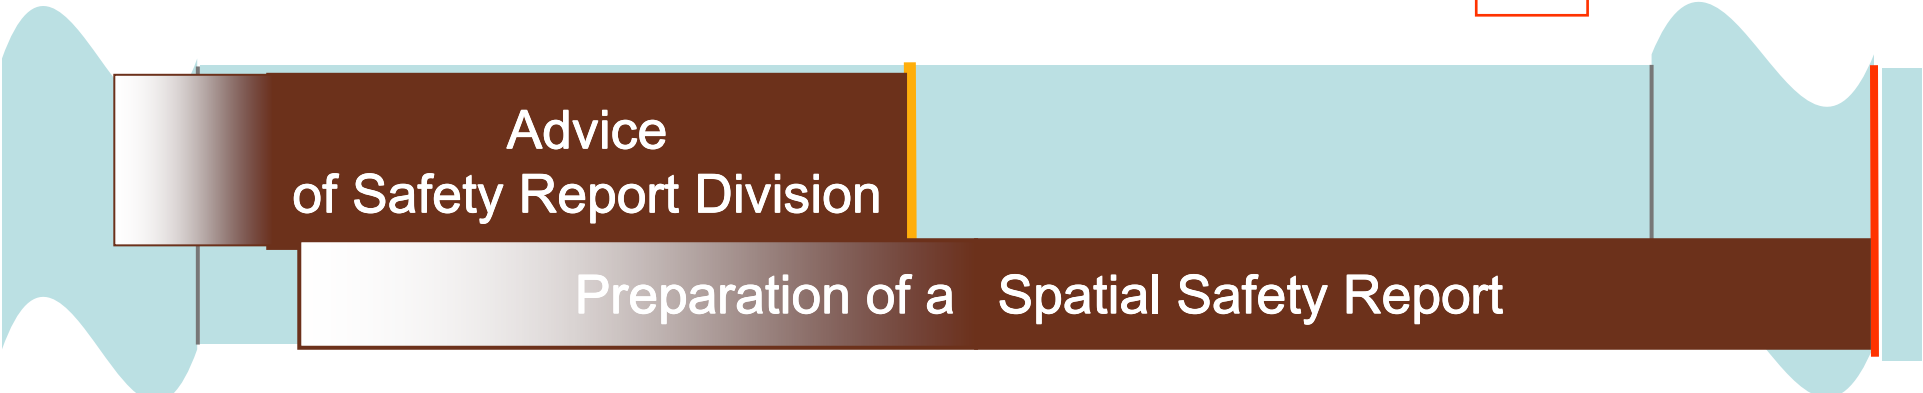 Advice
of Safety Report Division
Preparation of a Spatial Safety Report